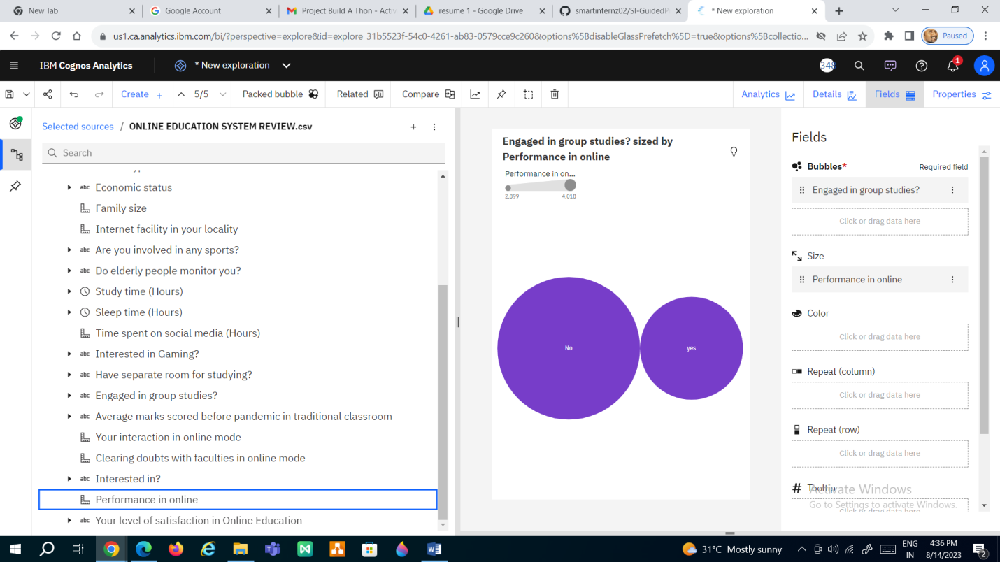 New Tab
Google Account
Project Build A Thon - Activ
resume 1 - Google Drive
smartinternz02/SI-GuidedP
* New exploration
us1.ca.analytics.ibm.com/bi/?perspective=explore&id=explore_31b5523f-54c0-4261-ab83-0579cce9c260&options%5BdisableGlassPrefetch%5D=true&options%5Bcollectio...
Paused
IBM Cognos Analytics
* New exploration
348
1
Create +
5/5
Packed bubble
Related
Compare
Analytics
Details
Fields
Properties
Selected sources / ONLINE EDUCATION SYSTEM REVIEW.csv
Search
abc Economic status
Family size
Internet facility in your locality
abc Are you involved in any sports?
abc Do elderly people monitor you?
Study time (Hours)
Sleep time (Hours)
Time spent on social media (Hours)
abc Interested in Gaming?
abc Have separate room for studying?
abc Engaged in group studies?
abc Average marks scored before pandemic in traditional classroom
Your interaction in online mode
Clearing doubts with faculties in online mode
abc Interested in?
Performance in online
abc Your level of satisfaction in Online Education
Engaged in group studies? sized by
Performance in online
Performance in on...
2,899 4,018
No
yes
Fields
Bubbles* Required field
Engaged in group studies?
Click or drag data here
Size
Performance in online
Color
Click or drag data here
Repeat (column)
Click or drag data here
Repeat (row)
Click or drag data here
Tooltip
Click or drag data here
Activate Windows
Go to Settings to activate Windows.
31°C Mostly sunny
ENG
IN
4:36 PM
8/14/2023
2